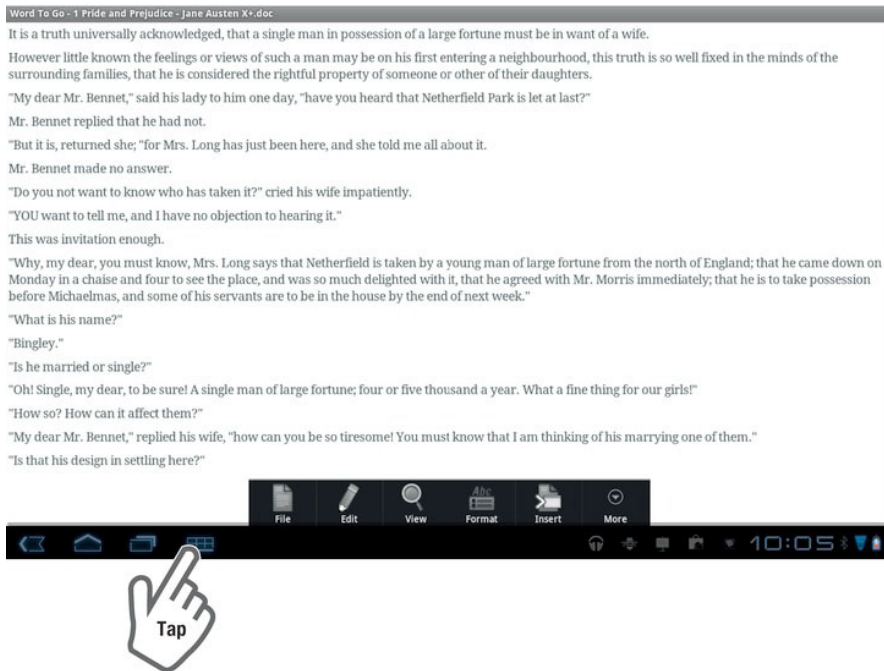 Word To Go - 1 Pride and Prejudice - Jane Austen X+.doc
It is a truth universally acknowledged, that a single man in possession of a large fortune must be in want of a wife.
However little known the feelings or views of such a man may be on his first entering a neighbourhood, this truth is so well fixed in the minds of the
surrounding families, that he is considered the rightful property of someone or other of their daughters.
"My dear Mr. Bennet," said his lady to him one day, "have you heard that Netherfield Park is let at last?"
Mr. Bennet replied that he had not.
"But it is, returned she; "for Mrs. Long has just been here, and she told me all about it.
Mr. Bennet made no answer.
"Do you not want to know who has taken it?" cried his wife impatiently.
"YOU want to tell me, and I have no objection to hearing it."
This was invitation enough.
"Why, my dear, you must know, Mrs. Long says that Netherfield is taken by a young man of large fortune from the north of England; that he came down on
Monday in a chaise and four to see the place, and was so much delighted with it, that he agreed with Mr. Morris immediately; that he is to take possession
before Michaelmas, and some of his servants are to be in the house by the end of next week."
"What is his name?"
"Bingley."
"Is he married or single?"
"Oh! Single, my dear, to be sure! A single man of large fortune; four or five thousand a year. What a fine thing for our girls!"
"How so? How can it affect them?"
"My dear Mr. Bennet," replied his wife, "how can you be so tiresome! You must know that I am thinking of his marrying one of them."
"Is that his design in settling here?"
Abc
File Edit View Format Insert More
10:05
Tap